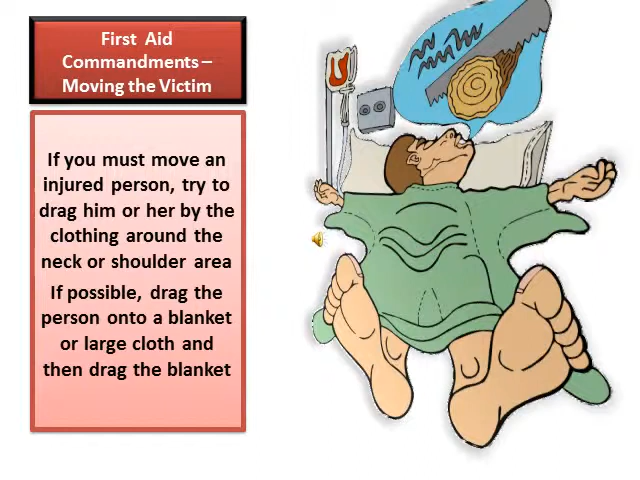 First Aid
Commandments –
Moving the Victim
If you must move an
injured person, try to
drag him or her by the
clothing around the
neck or shoulder area
If possible, drag the
person onto a blanket
or large cloth and
then drag the blanket